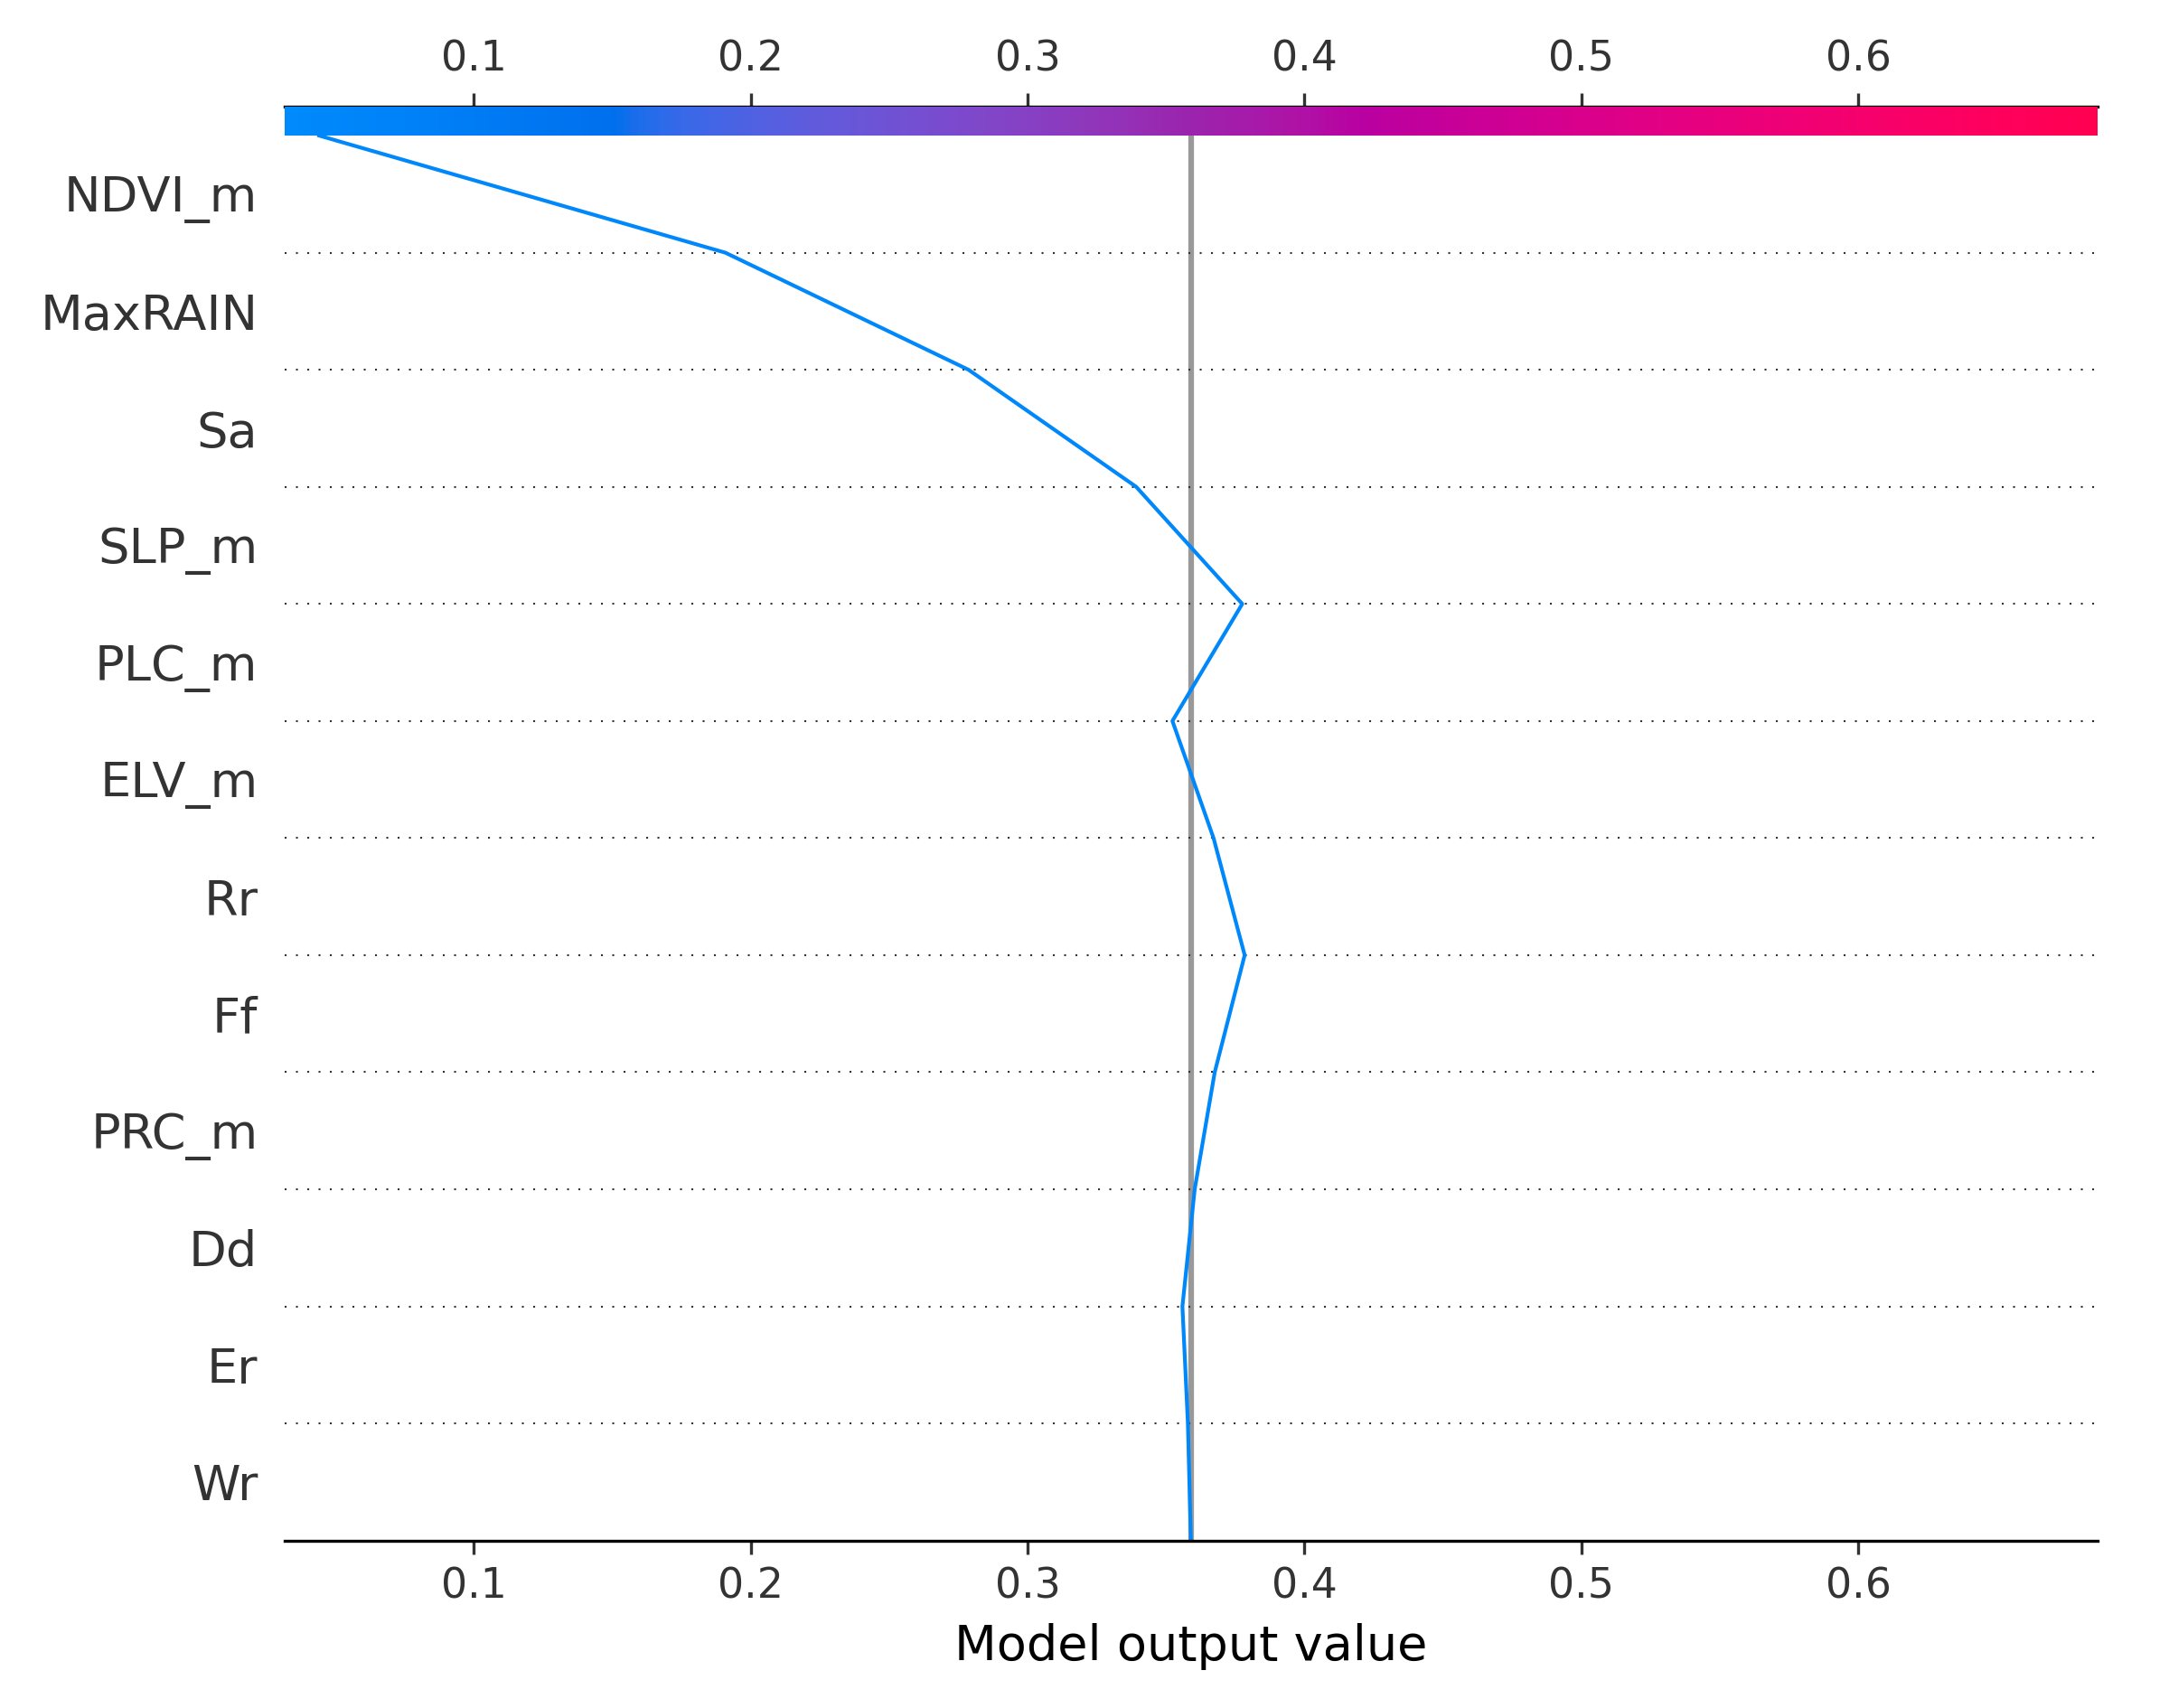 0.1 0.2 0.3 0.4 0.5 0.6
NDVI_m
MaxRAIN
Sa
SLP_m
PLC_m
ELV_m
Rr
Ff
PRC_m
Dd
Er
Wr
0.1 0.2 0.3 0.4 0.5 0.6
Model output value